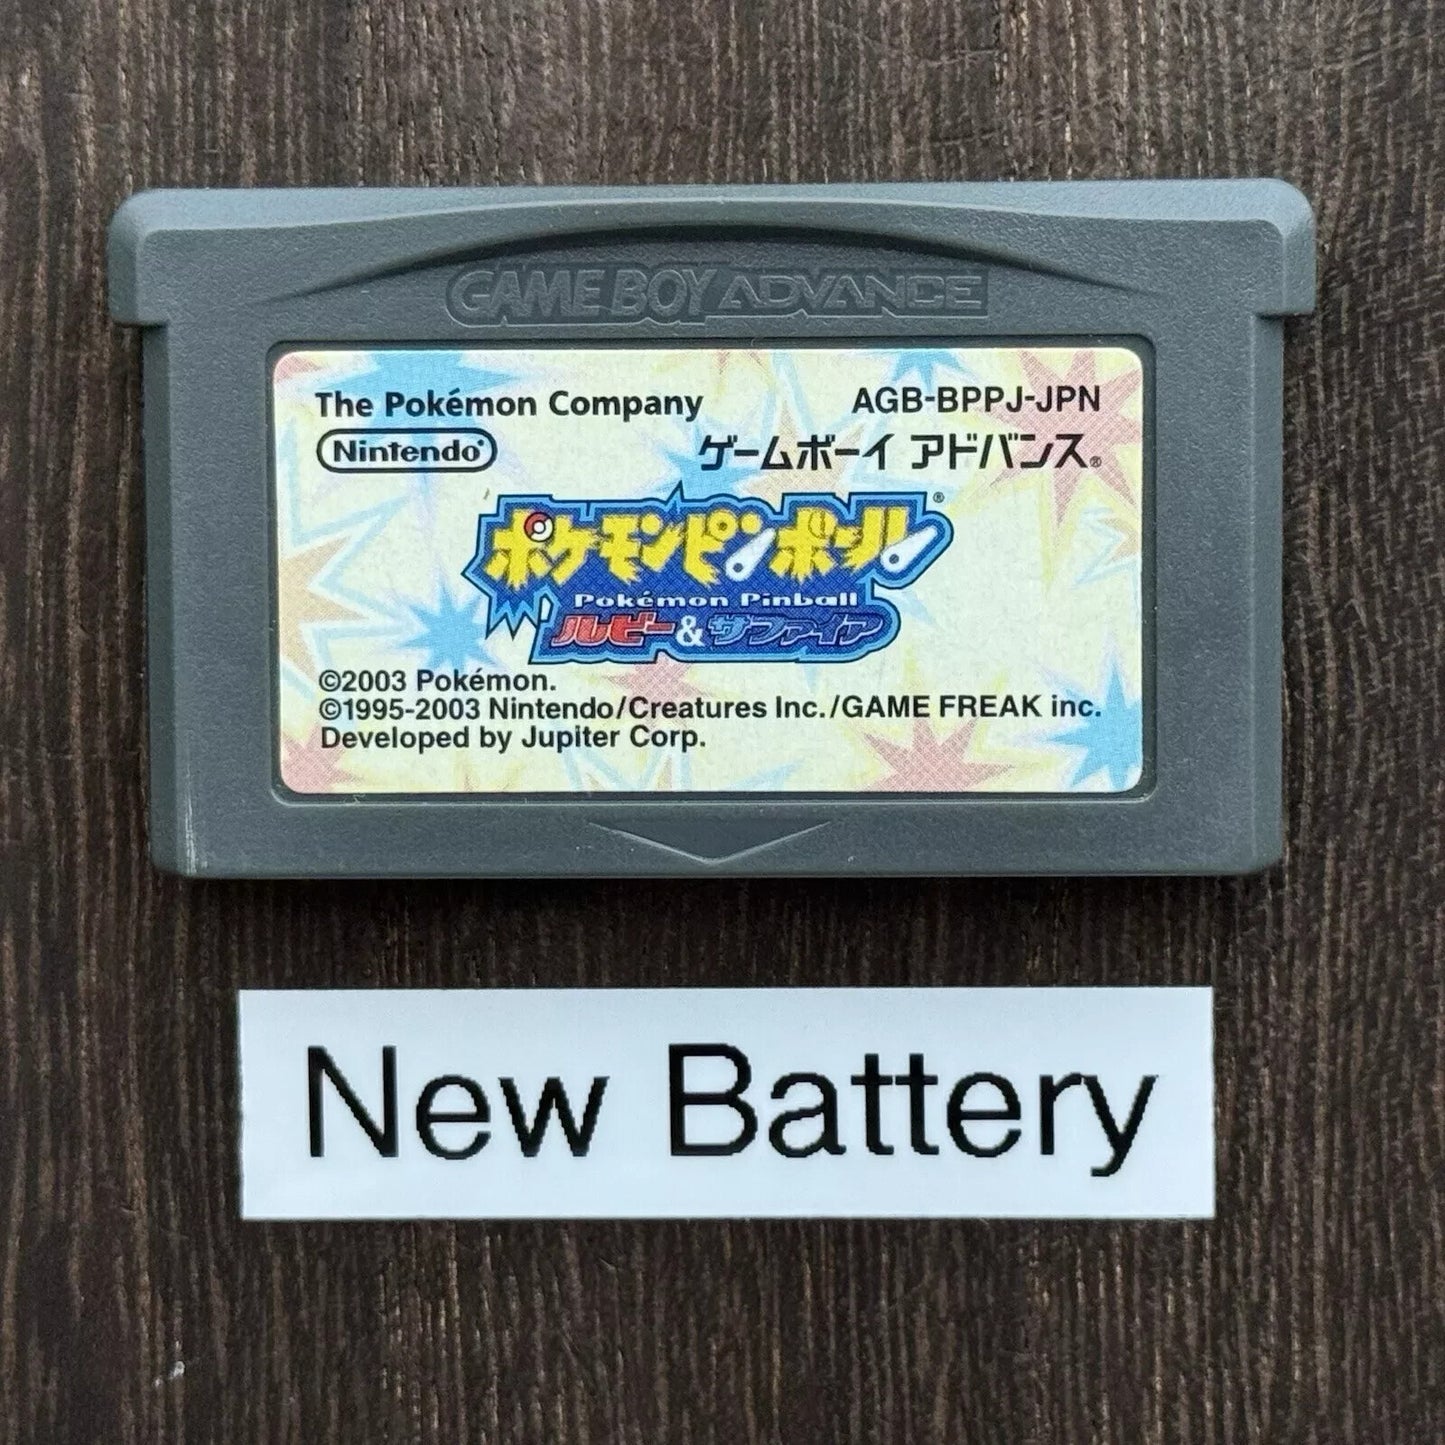 GAME BOY ADVANCE
The Pokémon Company AGB-BPPJ-JPN
Nintendo® ゲームボーイ アドバンス®
ポケモンピンボール®
Pokémon Pinball
ルビー&サファイア
©2003 Pokémon.
©1995-2003 Nintendo/Creatures Inc./GAME FREAK inc.
Developed by Jupiter Corp.
New Battery